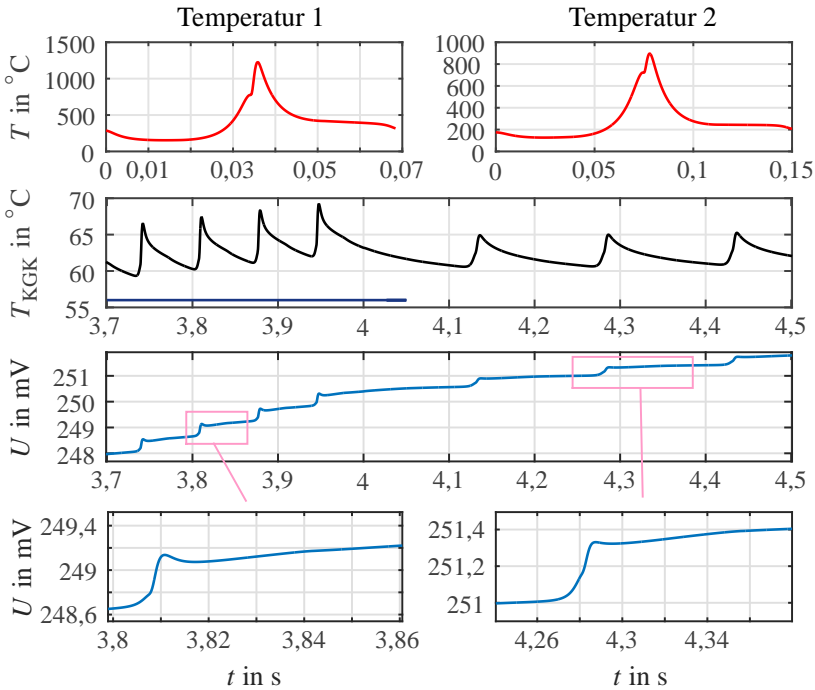 Temperatur 1 Temperatur 2
T in °C
1500
1000
500
0
0 0,01 0,03 0,05 0,07
1000
800
600
400
200
0
0 0,05 0,1 0,15
T_KGK in °C
70
65
60
55
3,7 3,8 3,9 4 4,1 4,2 4,3 4,4 4,5
U in mV
251
250
249
248
3,7 3,8 3,9 4 4,1 4,2 4,3 4,4 4,5
U in mV
249,4
249
248,6
3,8 3,82 3,84 3,86
t in s
251,4
251,2
251
4,26 4,3 4,34
t in s